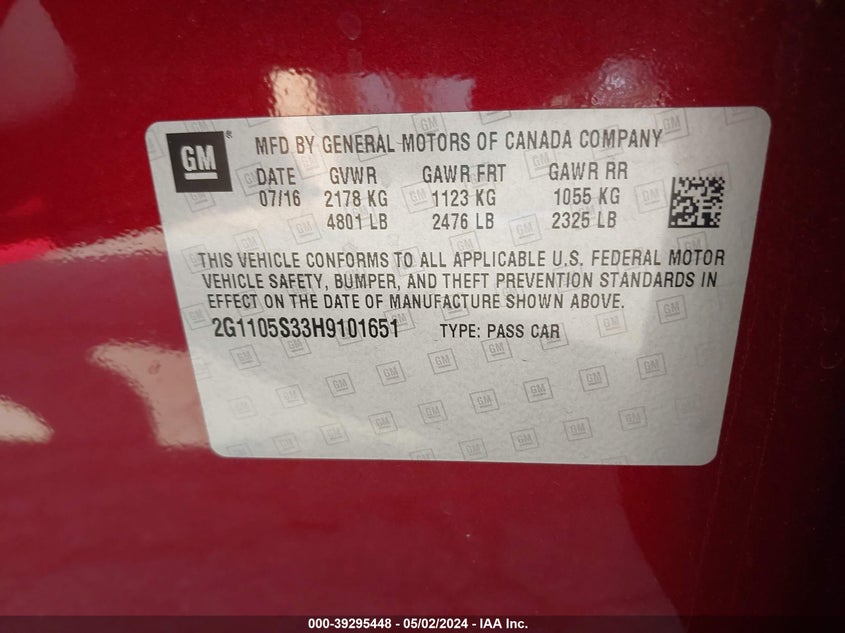 GM ® MFD BY GENERAL MOTORS OF CANADA COMPANY
DATE GVWR GAWR FRT GAWR RR
07/16 2178 KG 1123 KG 1055 KG
4801 LB 2476 LB 2325 LB
THIS VEHICLE CONFORMS TO ALL APPLICABLE U.S. FEDERAL MOTOR
VEHICLE SAFETY, BUMPER, AND THEFT PREVENTION STANDARDS IN
EFFECT ON THE DATE OF MANUFACTURE SHOWN ABOVE.
2G1105S33H9101651 TYPE: PASS CAR
000-39295448 - 05/02/2024 - IAA Inc.